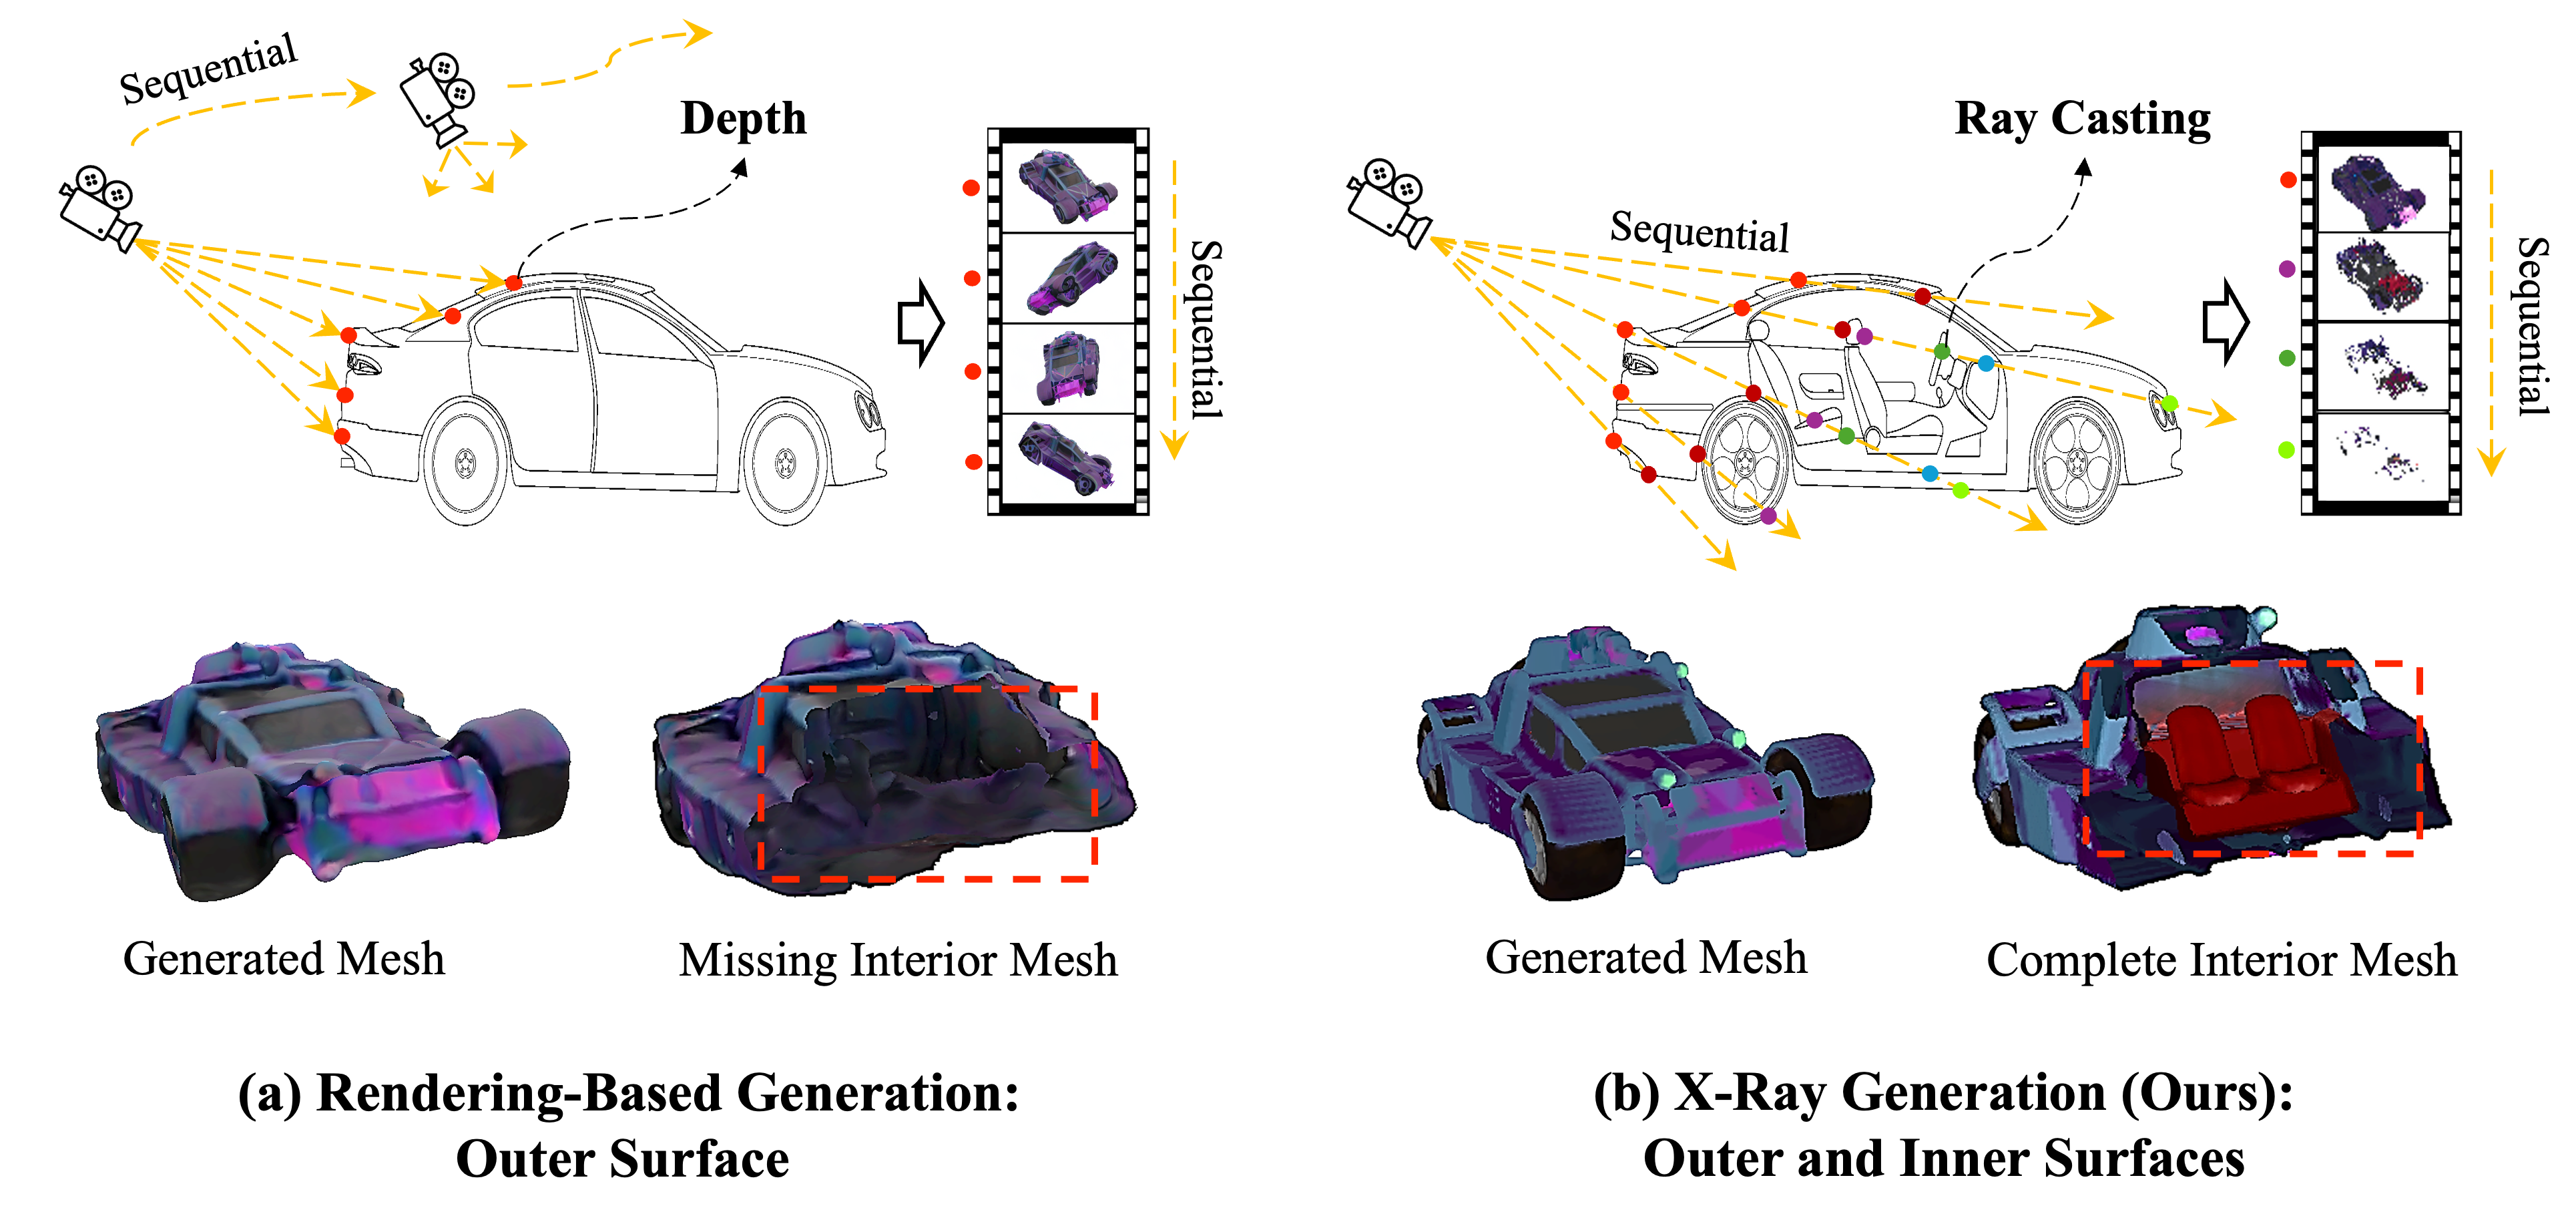 Sequential
Depth
Sequential
Generated Mesh
Missing Interior Mesh
(a) Rendering-Based Generation:
Outer Surface
Ray Casting
Sequential
Sequential
Generated Mesh
Complete Interior Mesh
(b) X-Ray Generation (Ours):
Outer and Inner Surfaces